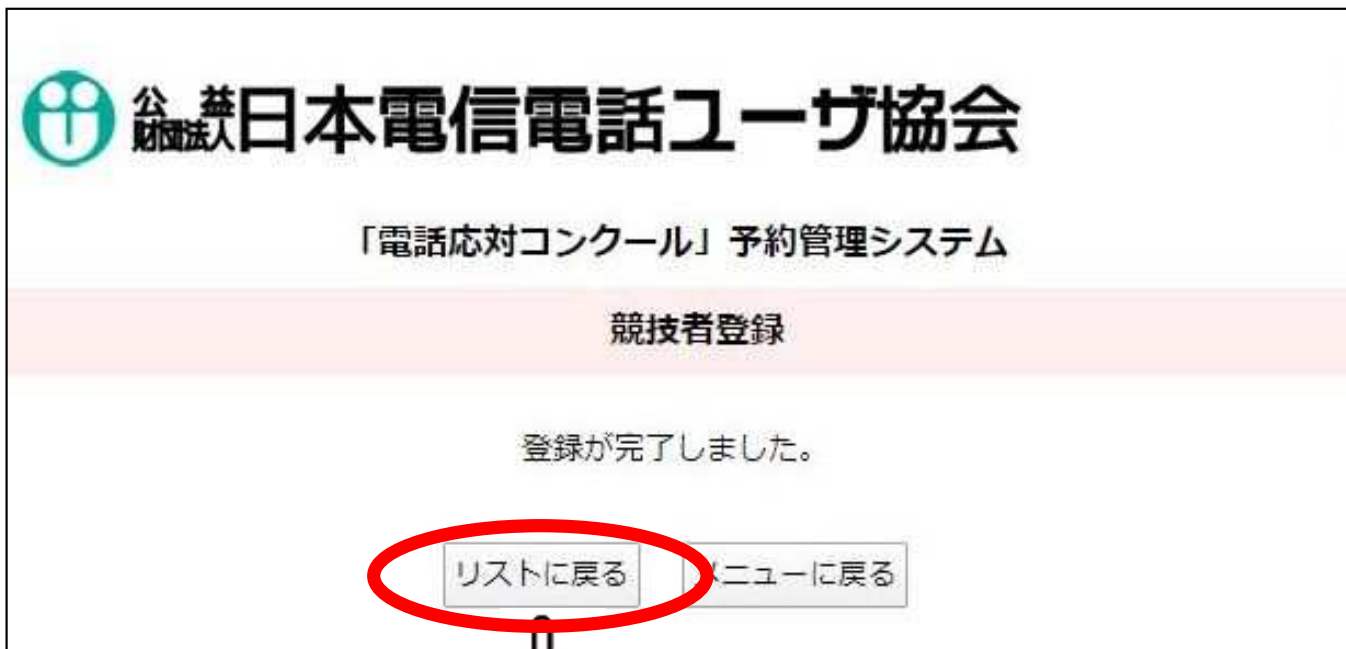 公益財団法人日本電信電話ユーザ協会
「電話応対コンクール」予約管理システム
競技者登録
登録が完了しました。
リストに戻る メニューに戻る